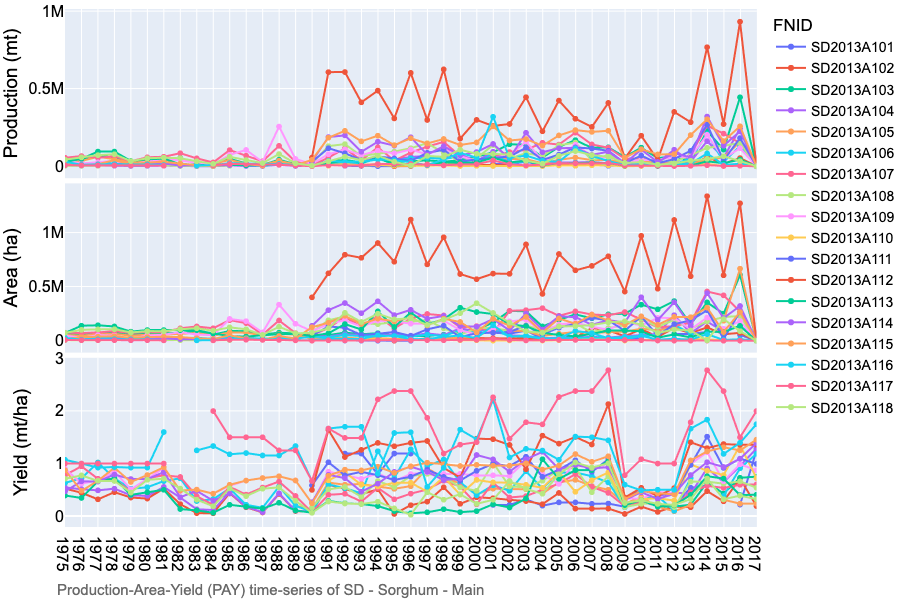 1M
0.5M
0
Production (mt)
1M
0.5M
0
Area (ha)
3
2
1
0
Yield (mt/ha)
1975
1976
1977
1978
1979
1980
1981
1982
1983
1984
1985
1986
1987
1988
1989
1990
1991
1992
1993
1994
1995
1996
1997
1998
1999
2000
2001
2002
2003
2004
2005
2006
2007
2008
2009
2010
2011
2012
2013
2014
2015
2016
2017
Production-Area-Yield (PAY) time-series of SD - Sorghum - Main
FNID
SD2013A101
SD2013A102
SD2013A103
SD2013A104
SD2013A105
SD2013A106
SD2013A107
SD2013A108
SD2013A109
SD2013A110
SD2013A111
SD2013A112
SD2013A113
SD2013A114
SD2013A115
SD2013A116
SD2013A117
SD2013A118